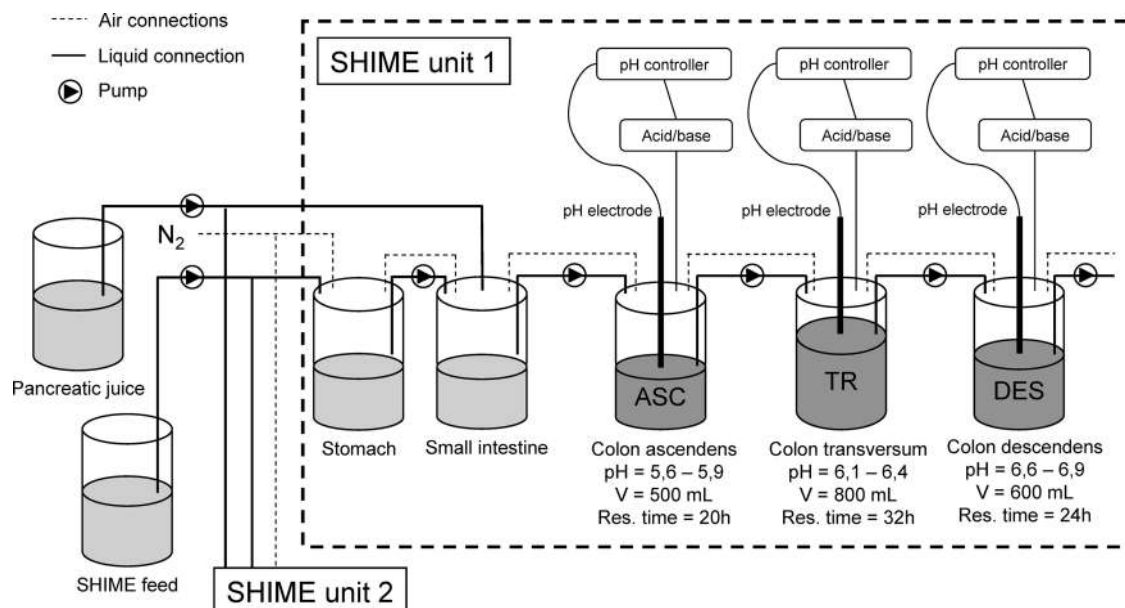 Air connections
Liquid connection
Pump
SHIME unit 1
pH controller
pH controller
pH controller
Acid/base
Acid/base
Acid/base
pH electrode
pH electrode
pH electrode
N2
Pancreatic juice
SHIME feed
Stomach
Small intestine
ASC
TR
DES
Colon ascendens
pH = 5,6 – 5,9
V = 500 mL
Res. time = 20h
Colon transversum
pH = 6,1 – 6,4
V = 800 mL
Res. time = 32h
Colon descendens
pH = 6,6 – 6,9
V = 600 mL
Res. time = 24h
SHIME unit 2